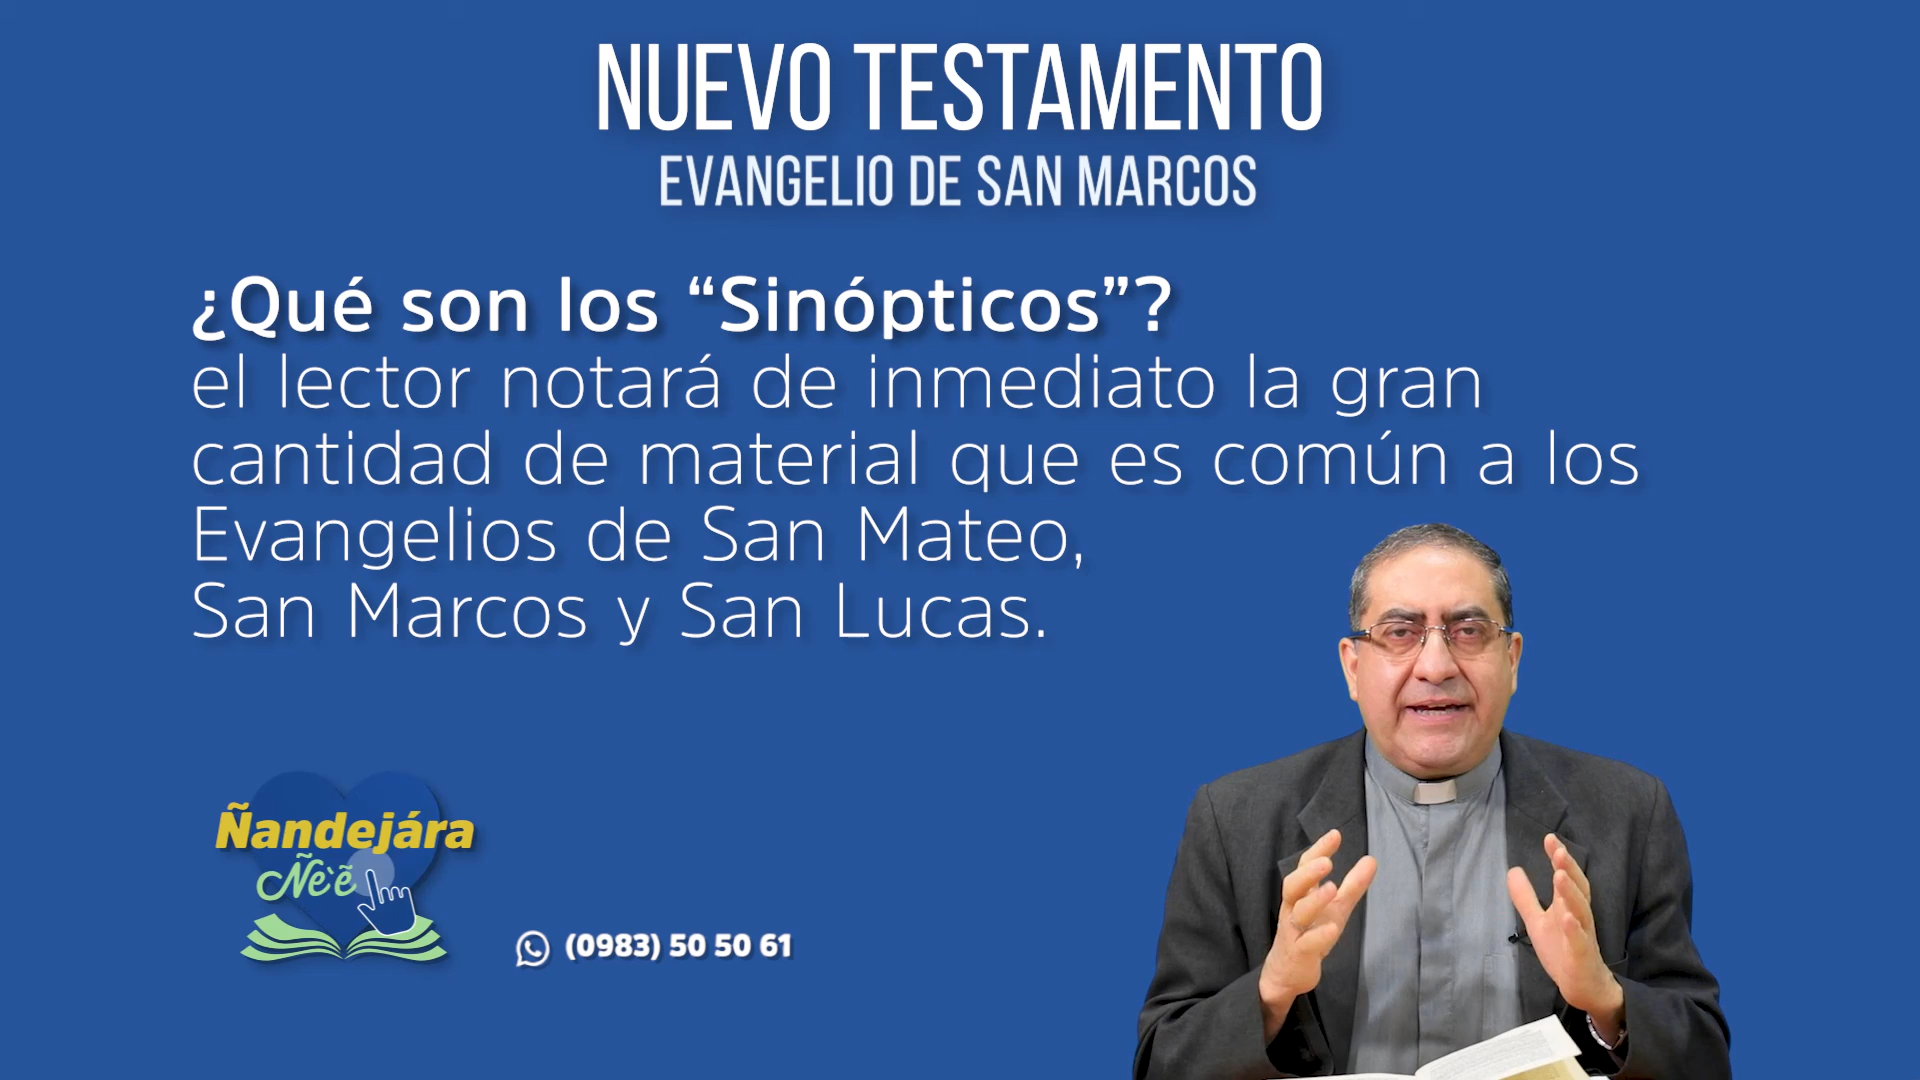 NUEVO TESTAMENTO
EVANGELIO DE SAN MARCOS
¿Qué son los “Sinópticos”?
el lector notará de inmediato la gran
cantidad de material que es común a los
Evangelios de San Mateo,
San Marcos y San Lucas.
Ñandejára
Ñe`ẽ
(0983) 50 50 61